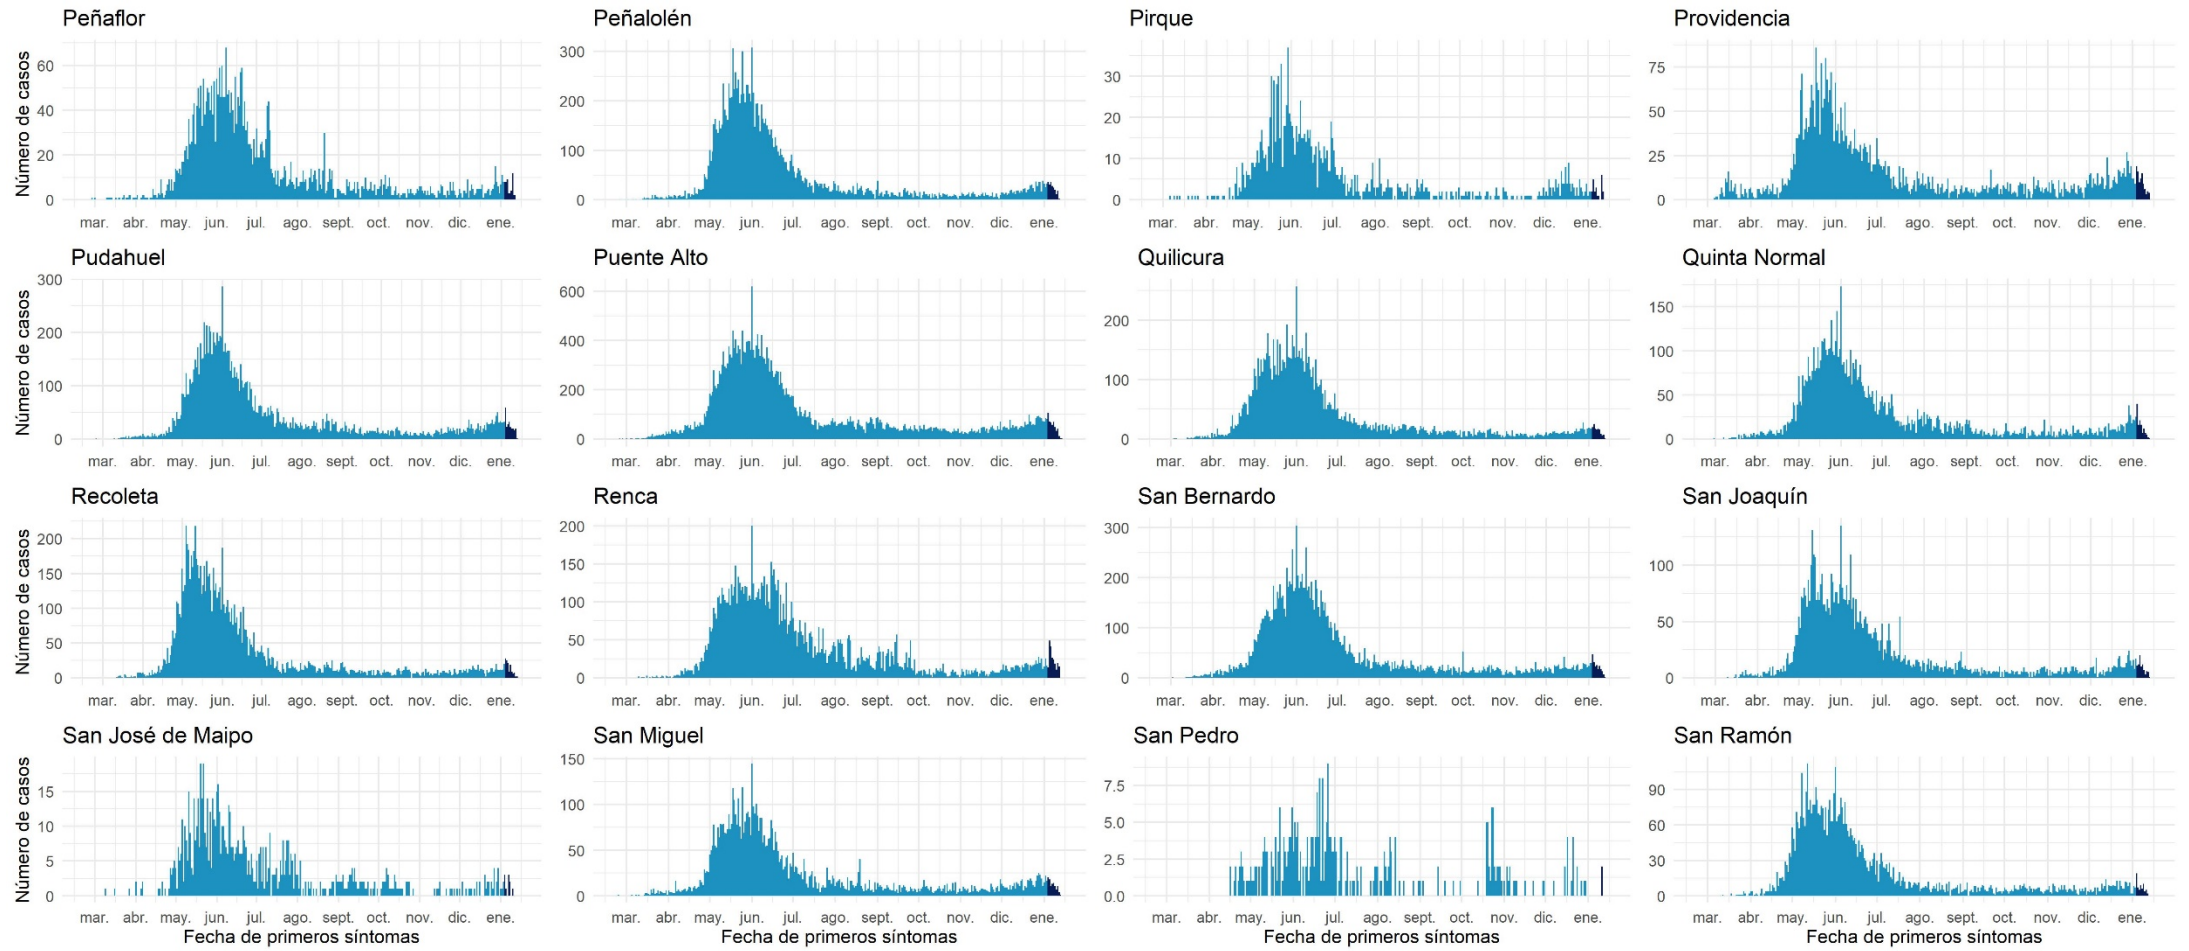 Peñaflor
Número de casos
60
40
20
0
mar. abr. may. jun. jul. ago. sept. oct. nov. dic. ene.
Peñalolén
300
200
100
0
mar. abr. may. jun. jul. ago. sept. oct. nov. dic. ene.
Pirque
30
20
10
0
mar. abr. may. jun. jul. ago. sept. oct. nov. dic. ene.
Providencia
75
50
25
0
mar. abr. may. jun. jul. ago. sept. oct. nov. dic. ene.
Pudahuel
Número de casos
300
200
100
0
mar. abr. may. jun. jul. ago. sept. oct. nov. dic. ene.
Puente Alto
600
400
200
0
mar. abr. may. jun. jul. ago. sept. oct. nov. dic. ene.
Quilicura
200
100
0
mar. abr. may. jun. jul. ago. sept. oct. nov. dic. ene.
Quinta Normal
150
100
50
0
mar. abr. may. jun. jul. ago. sept. oct. nov. dic. ene.
Recoleta
Número de casos
200
150
100
50
0
mar. abr. may. jun. jul. ago. sept. oct. nov. dic. ene.
Renca
200
150
100
50
0
mar. abr. may. jun. jul. ago. sept. oct. nov. dic. ene.
San Bernardo
300
200
100
0
mar. abr. may. jun. jul. ago. sept. oct. nov. dic. ene.
San Joaquín
100
50
0
mar. abr. may. jun. jul. ago. sept. oct. nov. dic. ene.
San José de Maipo
Número de casos
15
10
5
0
mar. abr. may. jun. jul. ago. sept. oct. nov. dic. ene.
Fecha de primeros síntomas
San Miguel
150
100
50
0
mar. abr. may. jun. jul. ago. sept. oct. nov. dic. ene.
Fecha de primeros síntomas
San Pedro
7.5
5.0
2.5
0.0
mar. abr. may. jun. jul. ago. sept. oct. nov. dic. ene.
Fecha de primeros síntomas
San Ramón
90
60
30
0
mar. abr. may. jun. jul. ago. sept. oct. nov. dic. ene.
Fecha de primeros síntomas